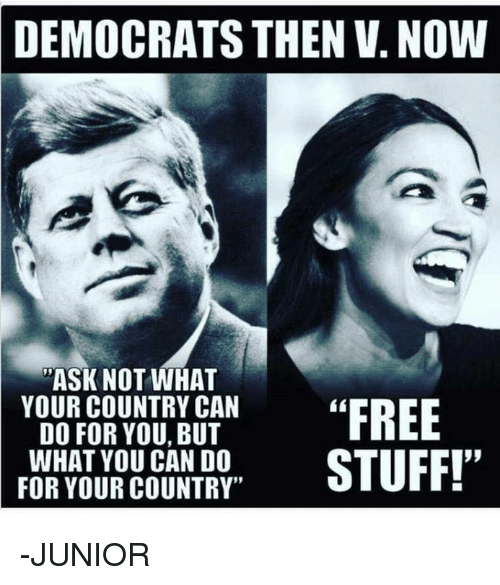 DEMOCRATS THEN V. NOW
"ASK NOT WHAT
YOUR COUNTRY CAN
DO FOR YOU, BUT
WHAT YOU CAN DO
FOR YOUR COUNTRY"
"FREE
STUFF!"
-JUNIOR